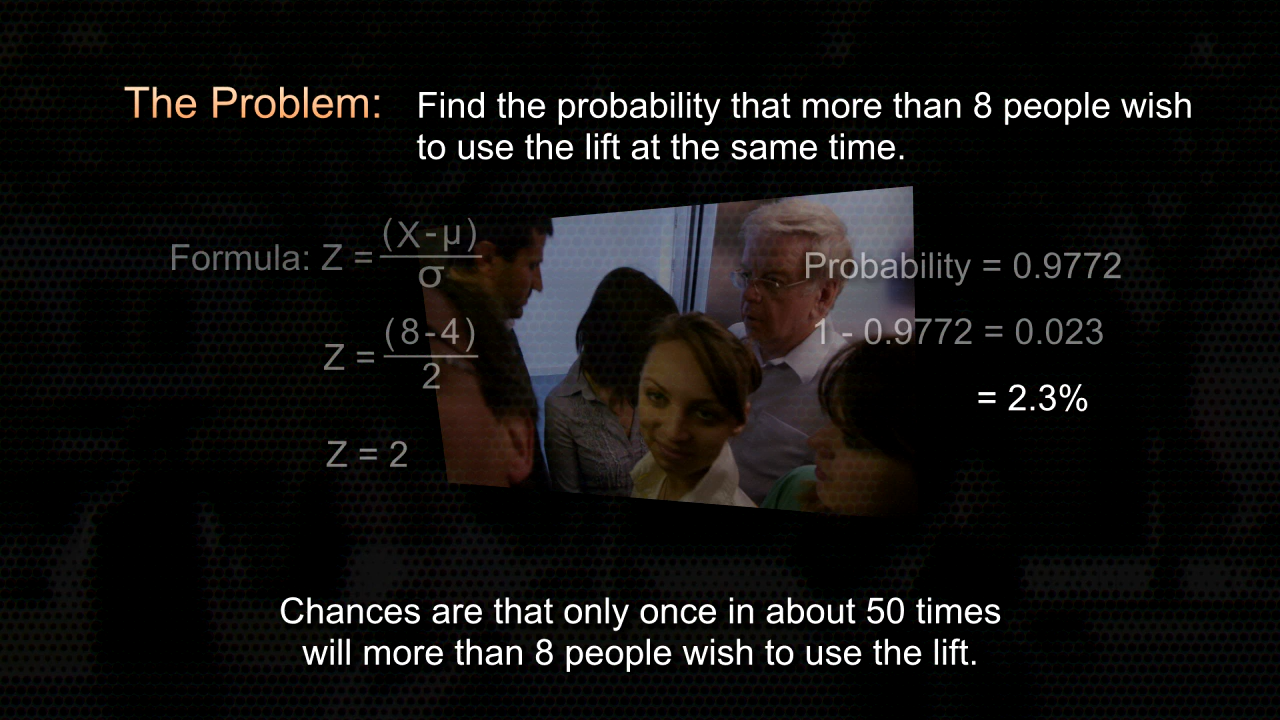 The Problem: Find the probability that more than 8 people wish
to use the lift at the same time.
Formula: Z = (X-μ)
σ
Z = (8-4)
2
Z = 2
Probability = 0.9772
1 - 0.9772 = 0.023
= 2.3%
Chances are that only once in about 50 times
will more than 8 people wish to use the lift.